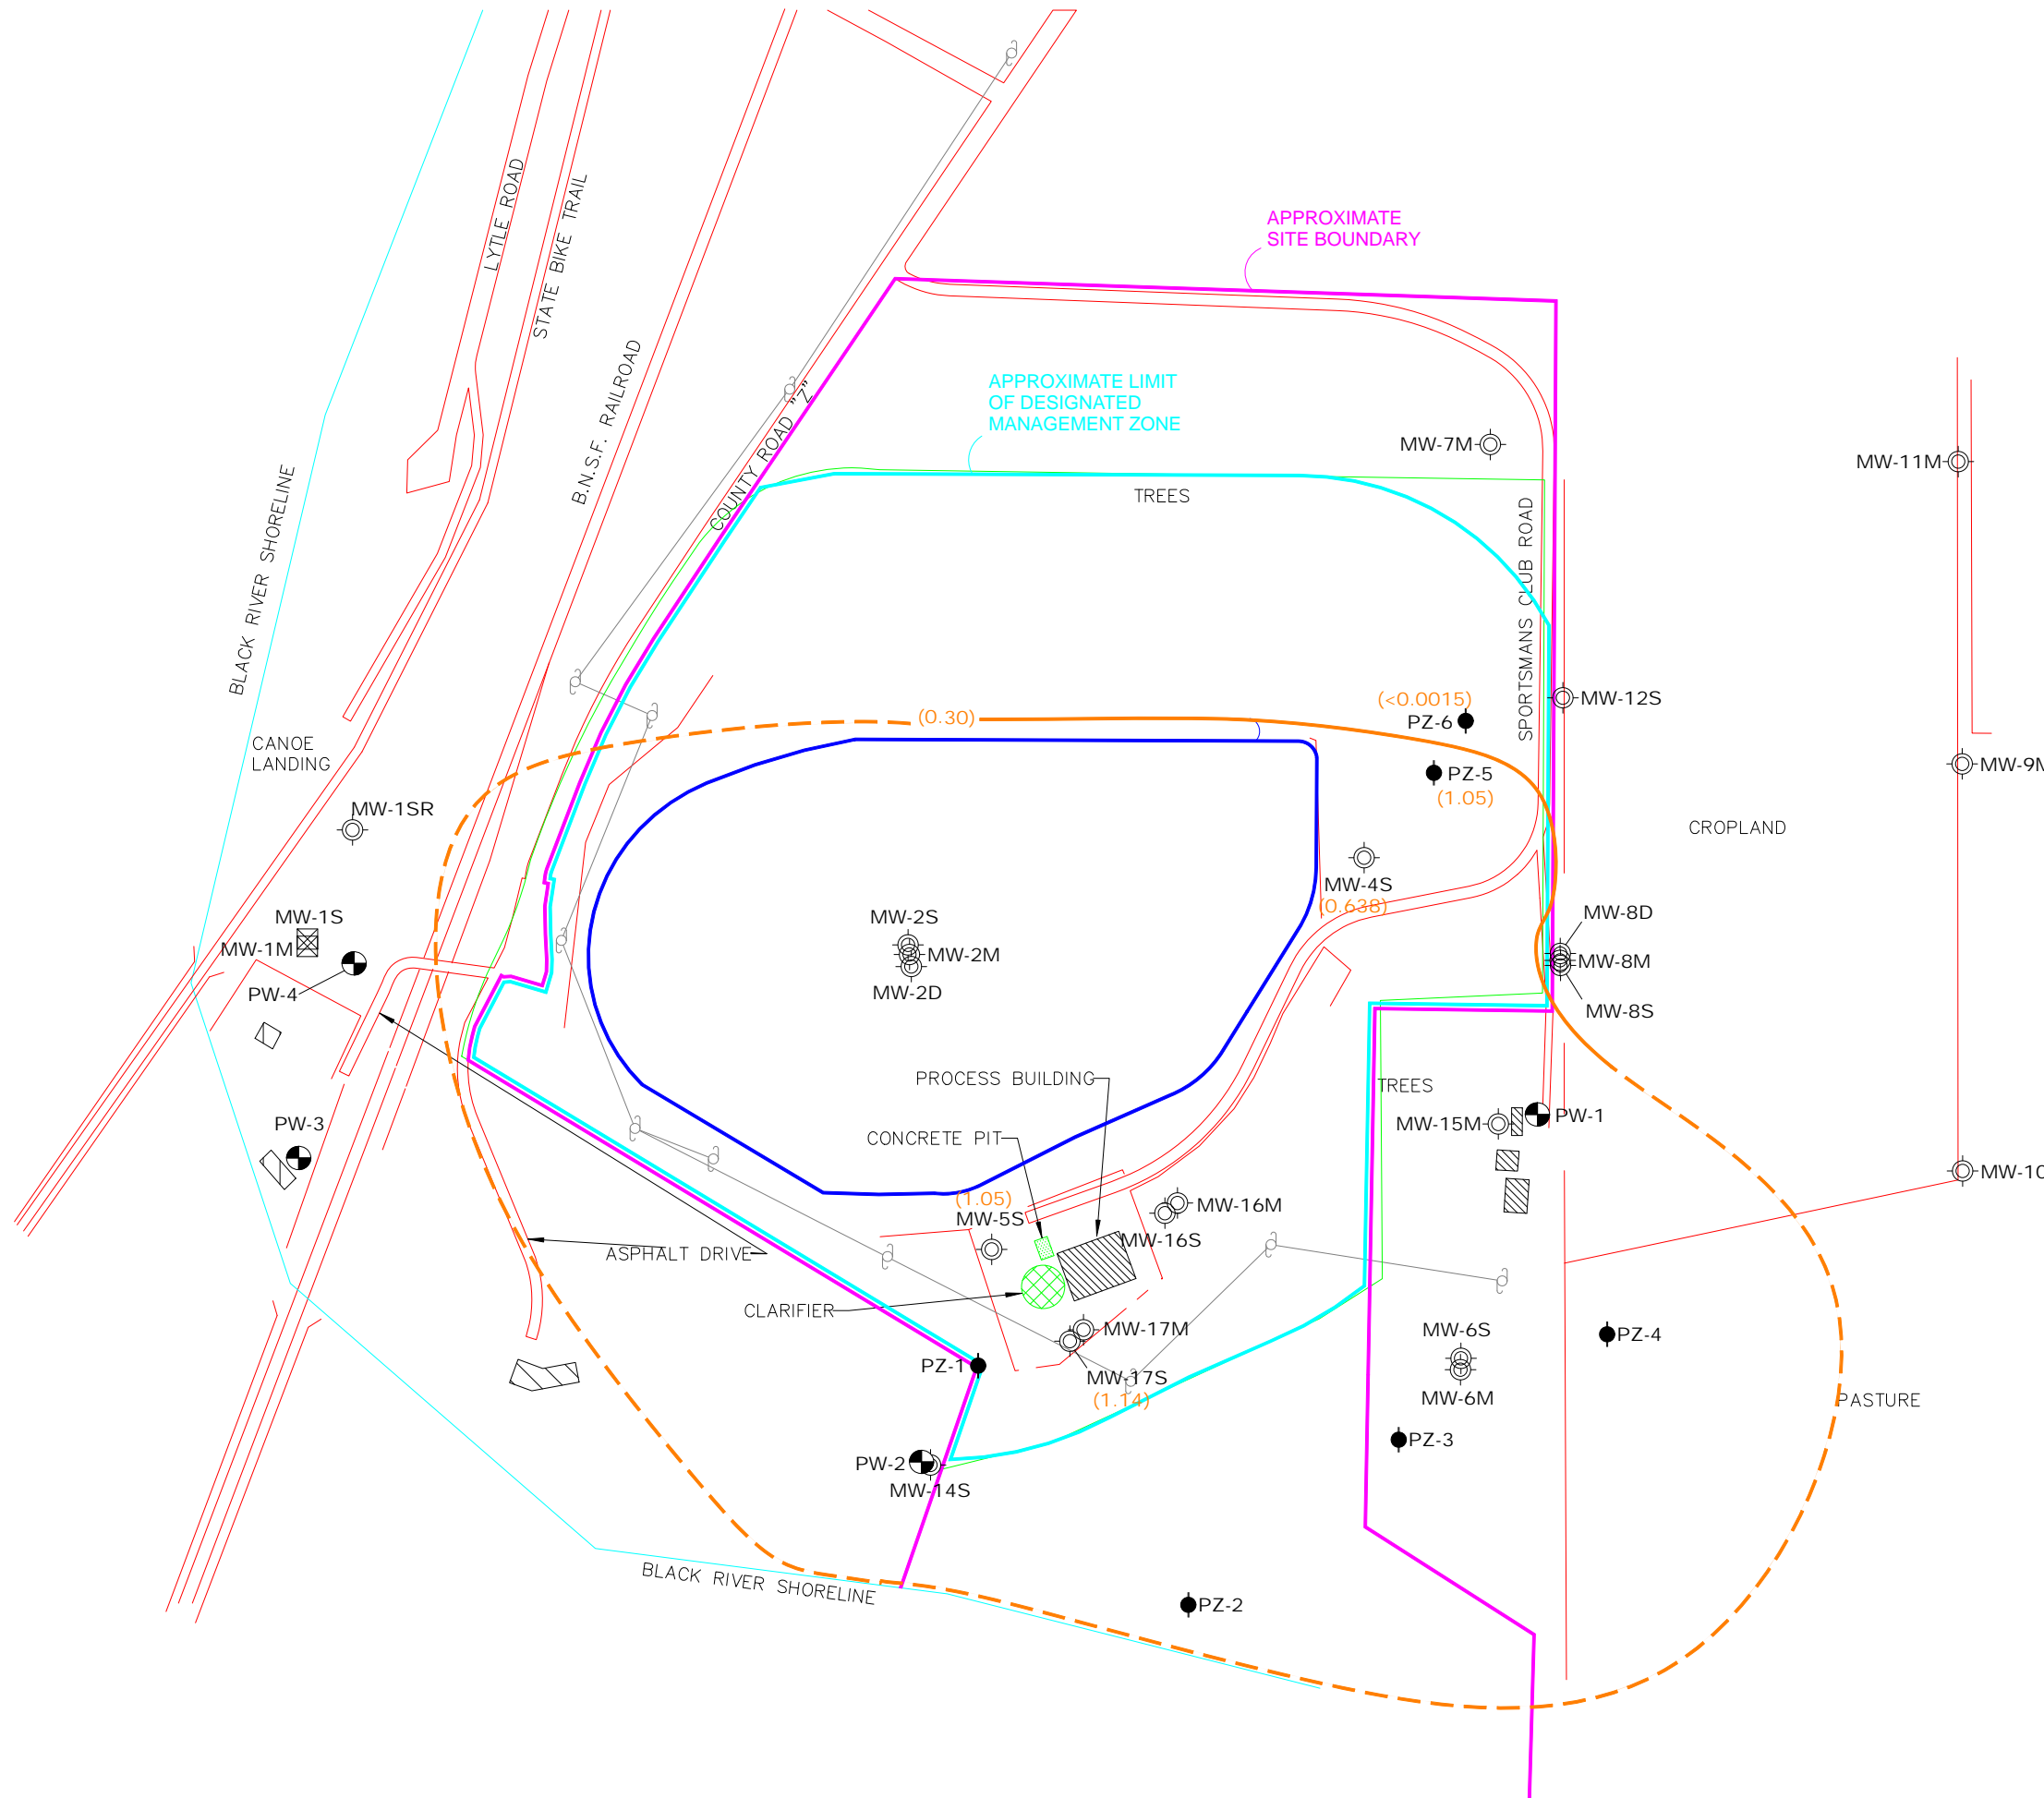 APPROXIMATE
SITE BOUNDARY
LYTLE ROAD
STATE BIKE TRAIL
B.N.S.F. RAILROAD
COUNTY ROAD "Z"
APPROXIMATE LIMIT
OF DESIGNATED
MANAGEMENT ZONE
MW-7M
MW-11M
TREES
BLACK RIVER SHORELINE
SPORTSMANS CLUB ROAD
(<0.0015)
MW-12S
(0.30)
PZ-6
CANOE
LANDING
PZ-5
MW-9M
(1.05)
MW-1SR
CROPLAND
MW-4S
(0.638)
MW-1S
MW-2S
MW-8D
MW-1M
MW-2M
MW-8M
PW-4
MW-2D
MW-8S
PROCESS BUILDING
TREES
PW-3
MW-15M
PW-1
CONCRETE PIT
MW-10
(1.05)
MW-5S
MW-16M
MW-16S
ASPHALT DRIVE
CLARIFIER
MW-17M
MW-6S
PZ-4
PZ-1
MW-17S
MW-6M
(1.14)
PASTURE
PZ-3
PW-2
MW-14S
BLACK RIVER SHORELINE
PZ-2